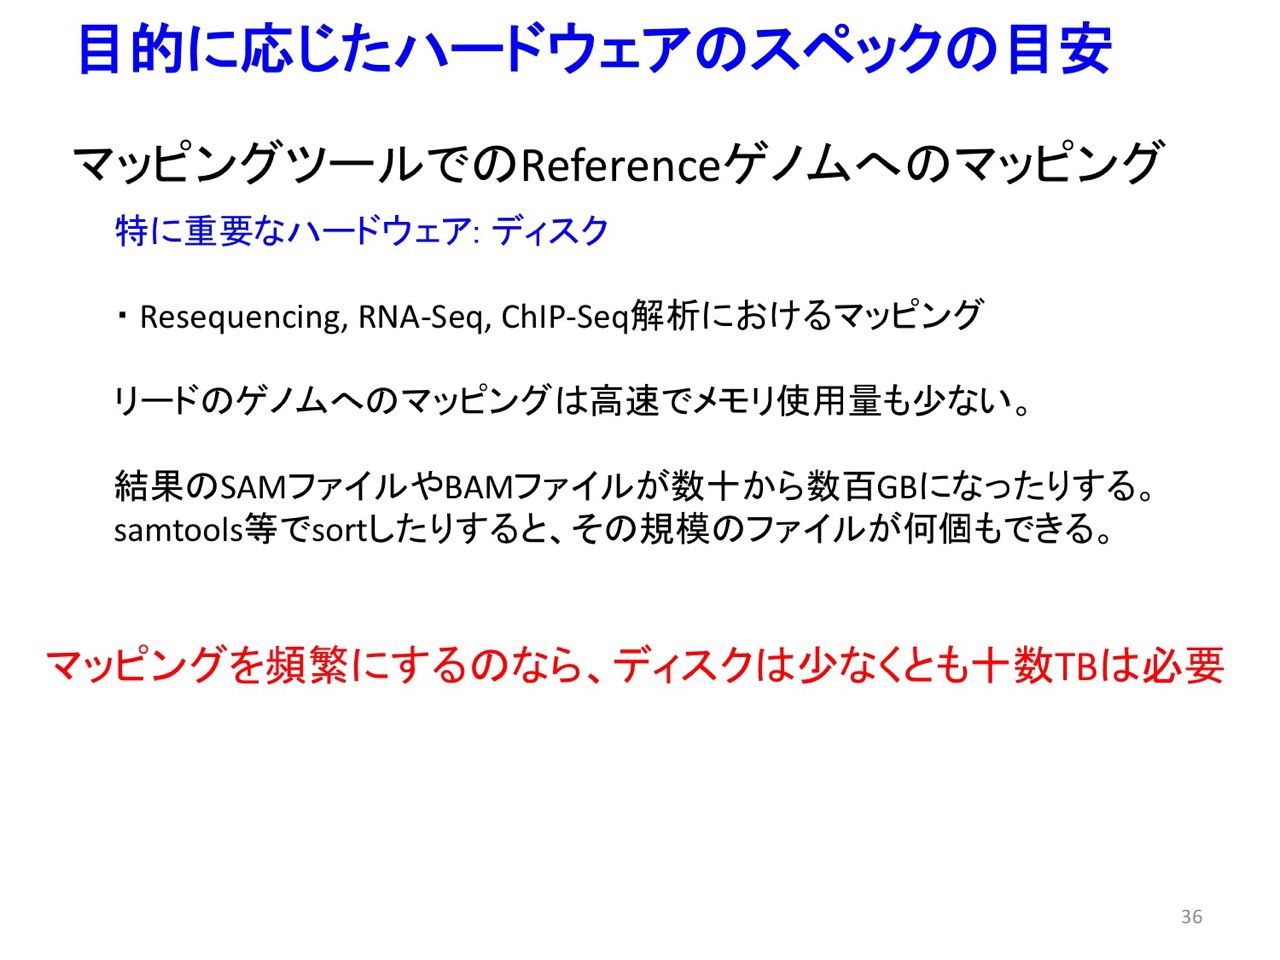 目的に応じたハードウェアのスペックの目安
マッピングツールでのReferenceゲノムへのマッピング
特に重要なハードウェア: ディスク
・Resequencing, RNA-Seq, ChIP-Seq解析におけるマッピング
リードのゲノムへのマッピングは高速でメモリ使用量も少ない。
結果のSAMファイルやBAMファイルが数十から数百GBになったりする。
samtools等でsortしたりすると、その規模のファイルが何個もできる。
マッピングを頻繁にするのなら、ディスクは少なくとも十数TBは必要
36